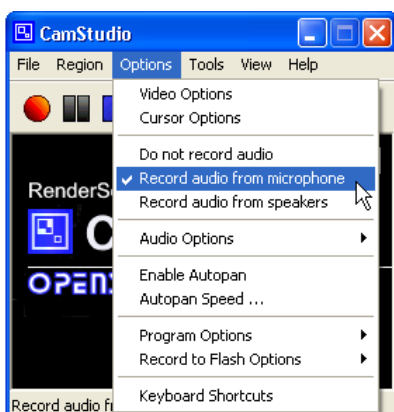 CamStudio
File Region Options Tools View Help
Video Options
Cursor Options
Do not record audio
Record audio from microphone
Record audio from speakers
Audio Options
Enable Autopan
Autopan Speed ...
Program Options
Record to Flash Options
Keyboard Shortcuts
RenderS
C
OPENS
Record audio f